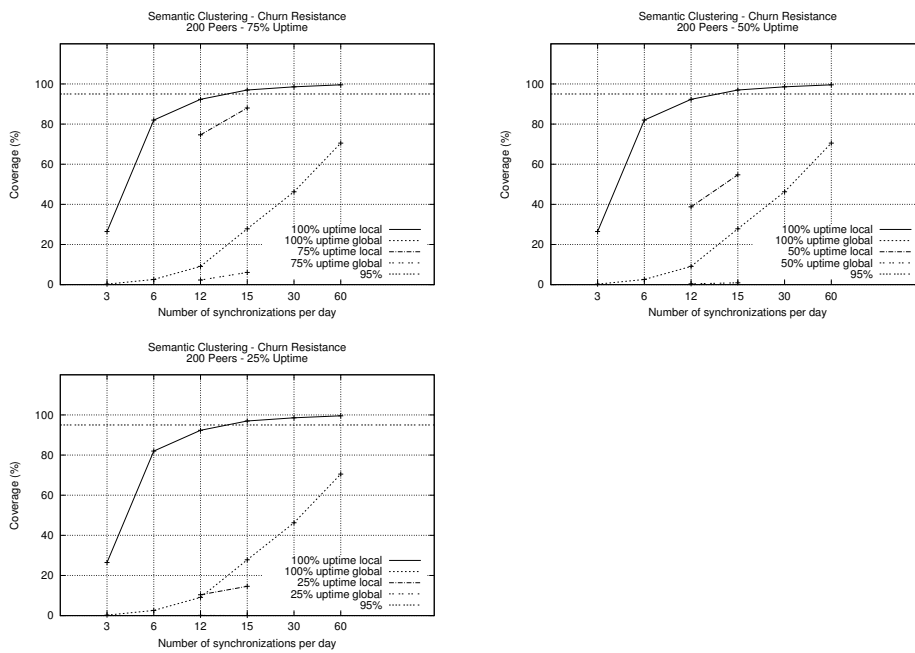 Semantic Clustering - Churn Resistance
200 Peers - 75% Uptime
100
80
60
40
20
0
Coverage (%)
100% uptime local
100% uptime global
75% uptime local
75% uptime global
95%
3 6 12 15 30 60
Number of synchronizations per day
Semantic Clustering - Churn Resistance
200 Peers - 50% Uptime
100
80
60
40
20
0
Coverage (%)
100% uptime local
100% uptime global
50% uptime local
50% uptime global
95%
3 6 12 15 30 60
Number of synchronizations per day
Semantic Clustering - Churn Resistance
200 Peers - 25% Uptime
100
80
60
40
20
0
Coverage (%)
100% uptime local
100% uptime global
25% uptime local
25% uptime global
95%
3 6 12 15 30 60
Number of synchronizations per day